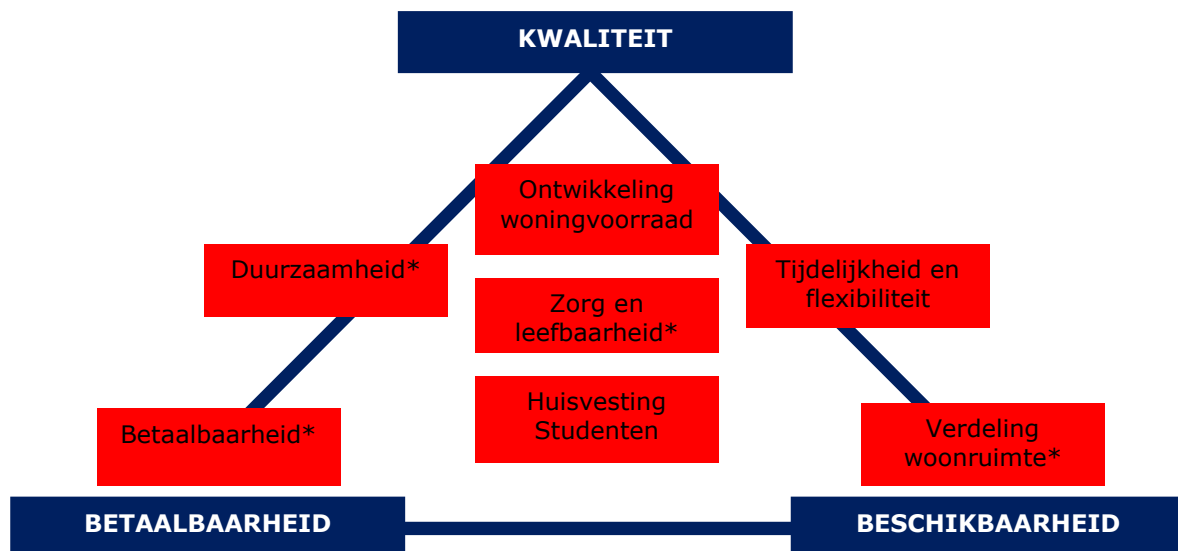 KWALITEIT
Ontwikkeling
woningvoorraad
Duurzaamheid*
Tijdelijkheid en
flexibiliteit
Zorg en
leefbaarheid*
Huisvesting
Studenten
Betaalbaarheid*
Verdeling
woonruimte*
BETAALBAARHEID
BESCHIKBAARHEID